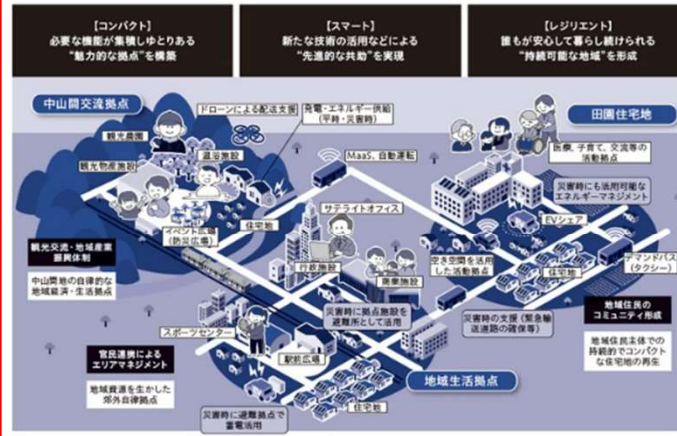 【コンパクト】
必要な機能が集積しゆとりある
“魅力的な拠点”を構築
【スマート】
新たな技術の活用などによる
“先進的な共助”を実現
【レジリエント】
誰もが安心して暮らし続けられる
“持続可能な地域”を形成
中山間交流拠点
ドローンによる配送支援
発電・エネルギー供給
(平時・災害時)
田園住宅地
観光農園
温浴施設
観光物産施設
MaaS、自動運転
医療、子育て、交流等の
活動拠点
サテライトオフィス
災害時にも活用可能な
エネルギーマネジメント
イベント広場
(防災広場)
住宅地
EVシェア
観光交流・地域産業
振興体制
中山間地の自律的な
地域経済・生活拠点
行政施設
商業施設
空き空間を活用
した活動拠点
住宅地
デマンドバス
(タクシー)
災害時に拠点施設を
避難所として活用
災害時の支援(緊急輸
送道路の確保等)
地域住民の
コミュニティ形成
地域住民主体での
持続的でコンパクト
な住宅地の再生
スポーツセンター
官民連携による
エリアマネジメント
地域資源を生かした
郊外自律拠点
駅前広場
地域生活拠点
災害時に避難拠点で
蓄電活用
住宅地